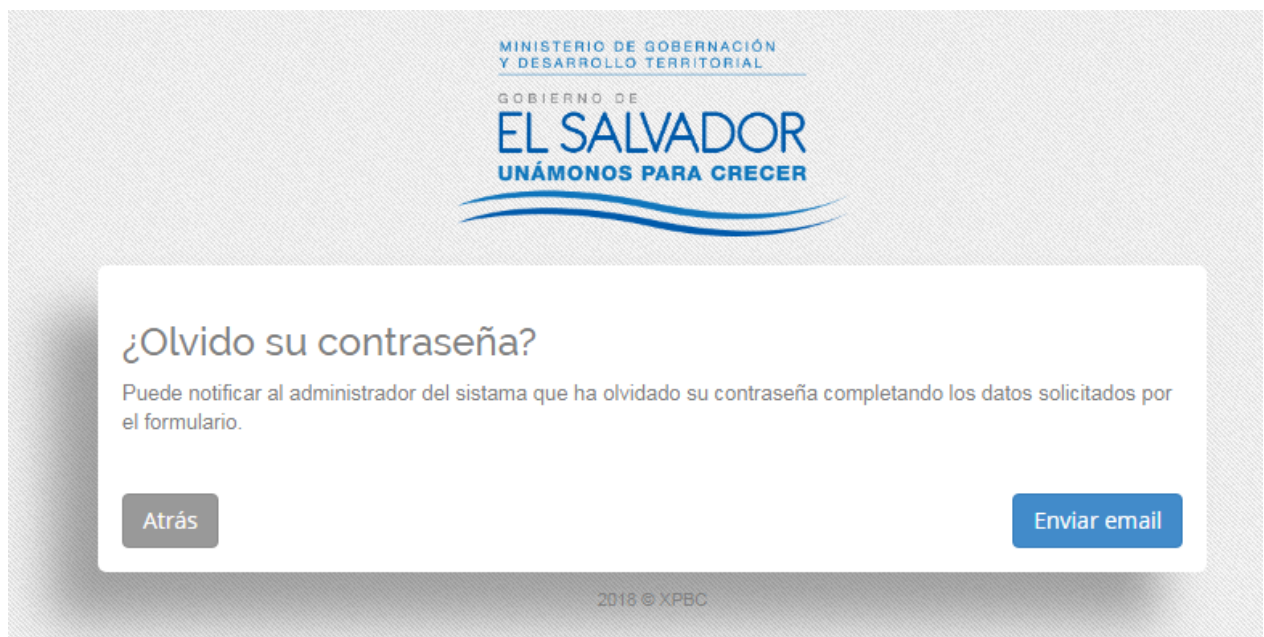 MINISTERIO DE GOBERNACIÓN
Y DESARROLLO TERRITORIAL
GOBIERNO DE
EL SALVADOR
UNÁMONOS PARA CRECER
¿Olvido su contraseña?
Puede notificar al administrador del sistama que ha olvidado su contraseña completando los datos solicitados por
el formulario.
Atrás
Enviar email
2018 © XPBC